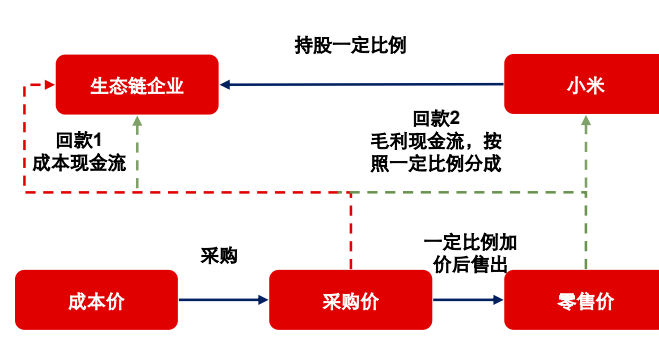 持股一定比例
生态链企业
小米
回款1
成本现金流
回款2
毛利现金流，按
照一定比例分成
采购
一定比例加
价后售出
成本价
采购价
零售价